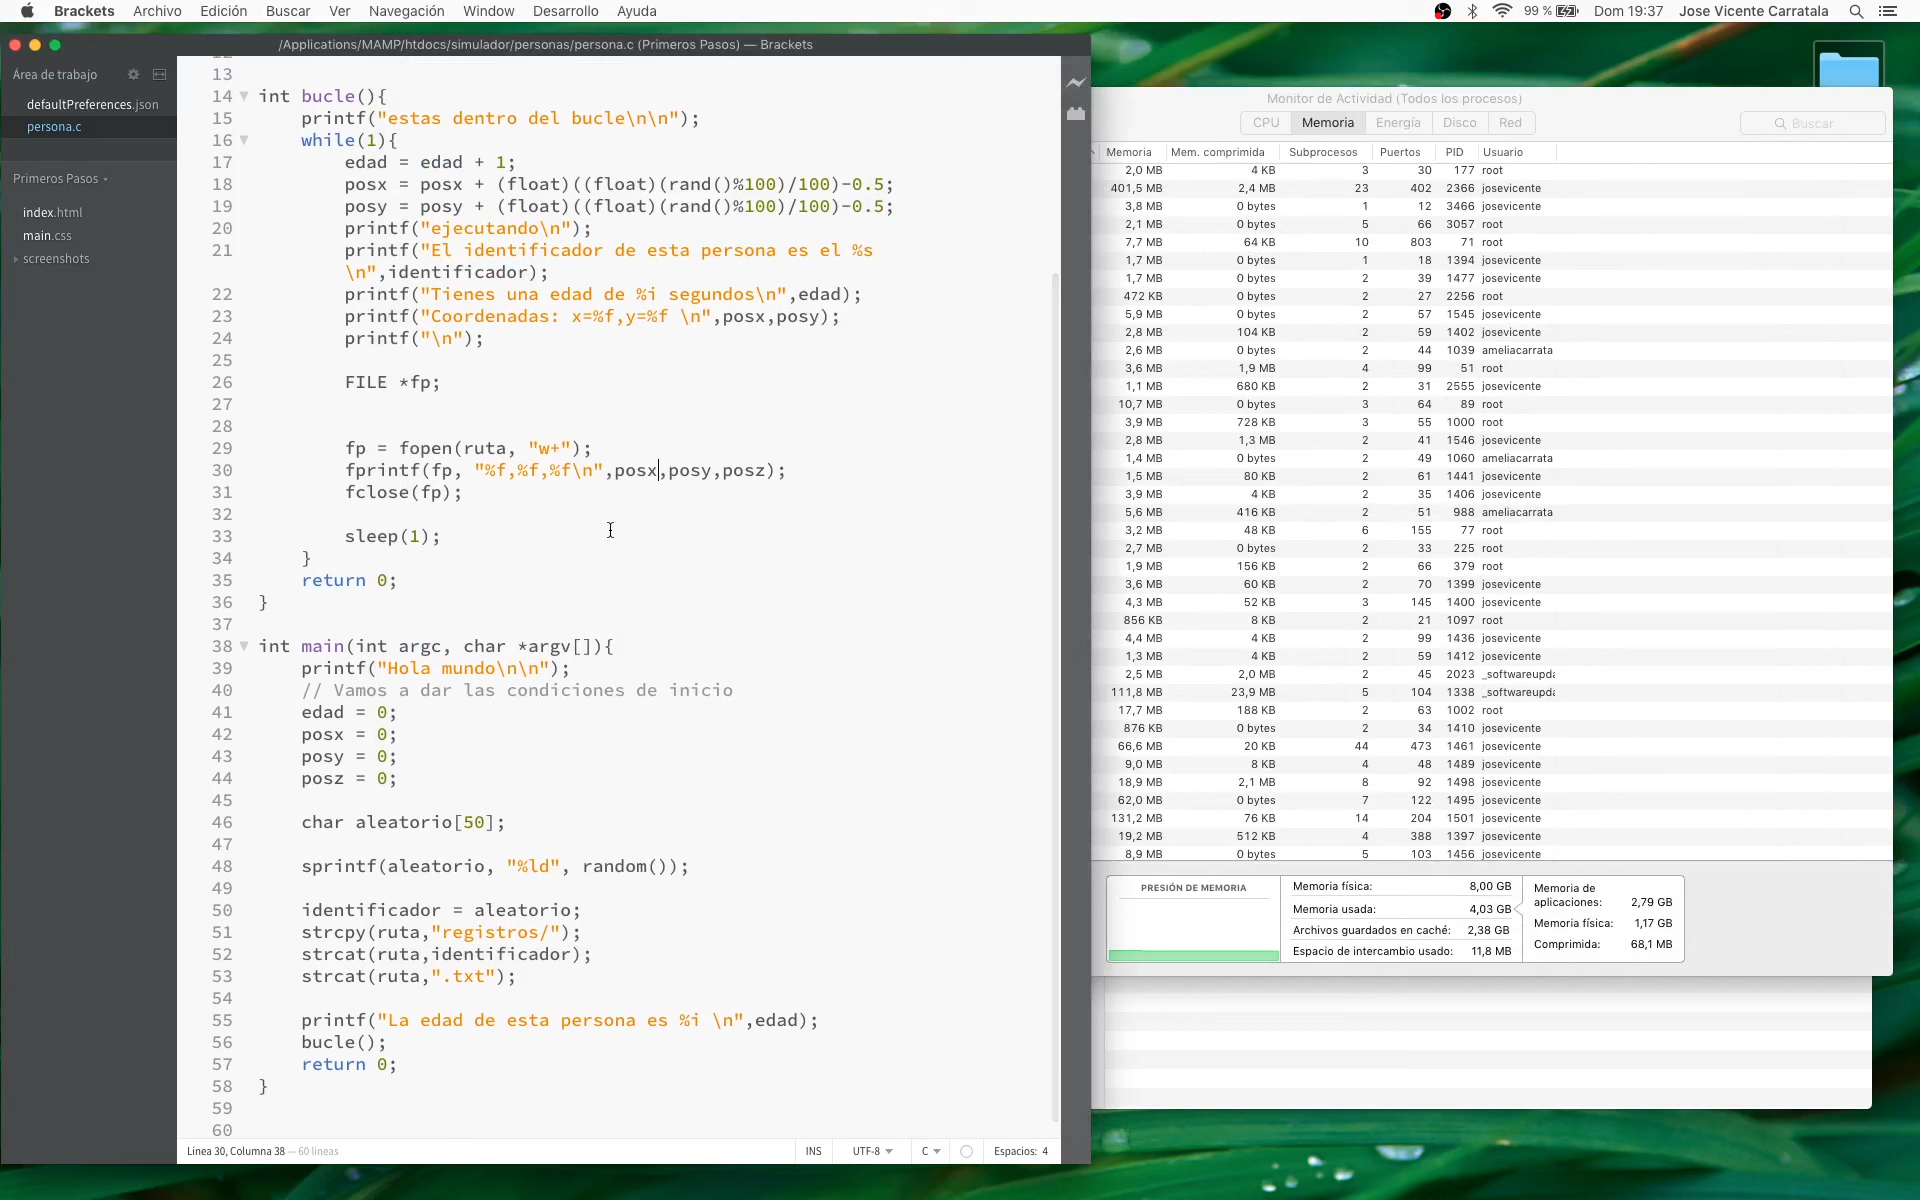 Brackets Archivo Edición Buscar Ver Navegación Window Desarrollo Ayuda
99 % Dom 19:37 Jose Vicente Carratala
/Applications/MAMP/htdocs/simulador/personas/persona.c (Primeros Pasos) — Brackets
Área de trabajo
defaultPreferences.json
persona.c
Primeros Pasos
index.html
main.css
screenshots
13
14 int bucle(){
15 printf("estas dentro del bucle\n\n");
16 while(1){
17 edad = edad + 1;
18 posx = posx + (float)((float)(rand()%100)/100)-0.5;
19 posy = posy + (float)((float)(rand()%100)/100)-0.5;
20 printf("ejecutando\n");
21 printf("El identificador de esta persona es el %s
\n",identificador);
22 printf("Tienes una edad de %i segundos\n",edad);
23 printf("Coordenadas: x=%f,y=%f \n",posx,posy);
24 printf("\n");
25
26 FILE *fp;
27
28
29 fp = fopen(ruta, "w+");
30 fprintf(fp, "%f,%f,%f\n",posx,posy,posz);
31 fclose(fp);
32
33 sleep(1);
34 }
35 return 0;
36 }
37
38 int main(int argc, char *argv[]){
39 printf("Hola mundo\n\n");
40 // Vamos a dar las condiciones de inicio
41 edad = 0;
42 posx = 0;
43 posy = 0;
44 posz = 0;
45
46 char aleatorio[50];
47
48 sprintf(aleatorio, "%ld", random());
49
50 identificador = aleatorio;
51 strcpy(ruta,"registros/");
52 strcat(ruta,identificador);
53 strcat(ruta,".txt");
54
55 printf("La edad de esta persona es %i \n",edad);
56 bucle();
57 return 0;
58 }
59
60
Línea 30, Columna 38 — 60 líneas INS UTF-8 C Espacios: 4
Monitor de Actividad (Todos los procesos)
CPU Memoria Energía Disco Red Buscar
Memoria Mem. comprimida Subprocesos Puertos PID Usuario
2,0 MB 4 KB 3 30 177 root
401,5 MB 2,4 MB 23 402 2366 josevicente
3,8 MB 0 bytes 1 12 3466 josevicente
2,1 MB 0 bytes 5 66 3057 root
7,7 MB 64 KB 10 803 71 root
1,7 MB 0 bytes 1 18 1394 josevicente
1,7 MB 0 bytes 2 39 1477 josevicente
472 KB 0 bytes 2 27 2256 root
5,9 MB 0 bytes 2 57 1545 josevicente
2,8 MB 104 KB 2 59 1402 josevicente
2,6 MB 0 bytes 2 44 1039 ameliacarrata
3,6 MB 1,9 MB 4 99 51 root
1,1 MB 680 KB 2 31 2555 josevicente
10,7 MB 0 bytes 3 64 89 root
3,9 MB 728 KB 3 55 1000 root
2,8 MB 1,3 MB 2 41 1546 josevicente
1,4 MB 0 bytes 2 49 1060 ameliacarrata
1,5 MB 80 KB 2 61 1441 josevicente
3,9 MB 4 KB 2 35 1406 josevicente
5,6 MB 416 KB 2 51 988 ameliacarrata
3,2 MB 48 KB 6 155 77 root
2,7 MB 0 bytes 2 33 225 root
1,9 MB 156 KB 2 66 379 root
3,6 MB 60 KB 2 70 1399 josevicente
4,3 MB 52 KB 3 145 1400 josevicente
856 KB 8 KB 2 21 1097 root
4,4 MB 4 KB 2 99 1436 josevicente
1,3 MB 4 KB 2 59 1412 josevicente
2,5 MB 2,0 MB 2 45 2023 _softwareupda
111,8 MB 23,9 MB 5 104 1338 _softwareupda
17,7 MB 188 KB 2 63 1002 root
876 KB 0 bytes 2 34 1410 josevicente
66,6 MB 20 KB 44 473 1461 josevicente
9,0 MB 8 KB 4 48 1489 josevicente
18,9 MB 2,1 MB 8 92 1498 josevicente
62,0 MB 0 bytes 7 122 1495 josevicente
131,2 MB 76 KB 14 204 1501 josevicente
19,2 MB 512 KB 4 388 1397 josevicente
8,9 MB 0 bytes 5 103 1456 josevicente
PRESIÓN DE MEMORIA
Memoria física: 8,00 GB
Memoria usada: 4,03 GB
Archivos guardados en caché: 2,38 GB
Espacio de intercambio usado: 11,8 MB
Memoria de
aplicaciones: 2,79 GB
Memoria física: 1,17 GB
Comprimida: 68,1 MB